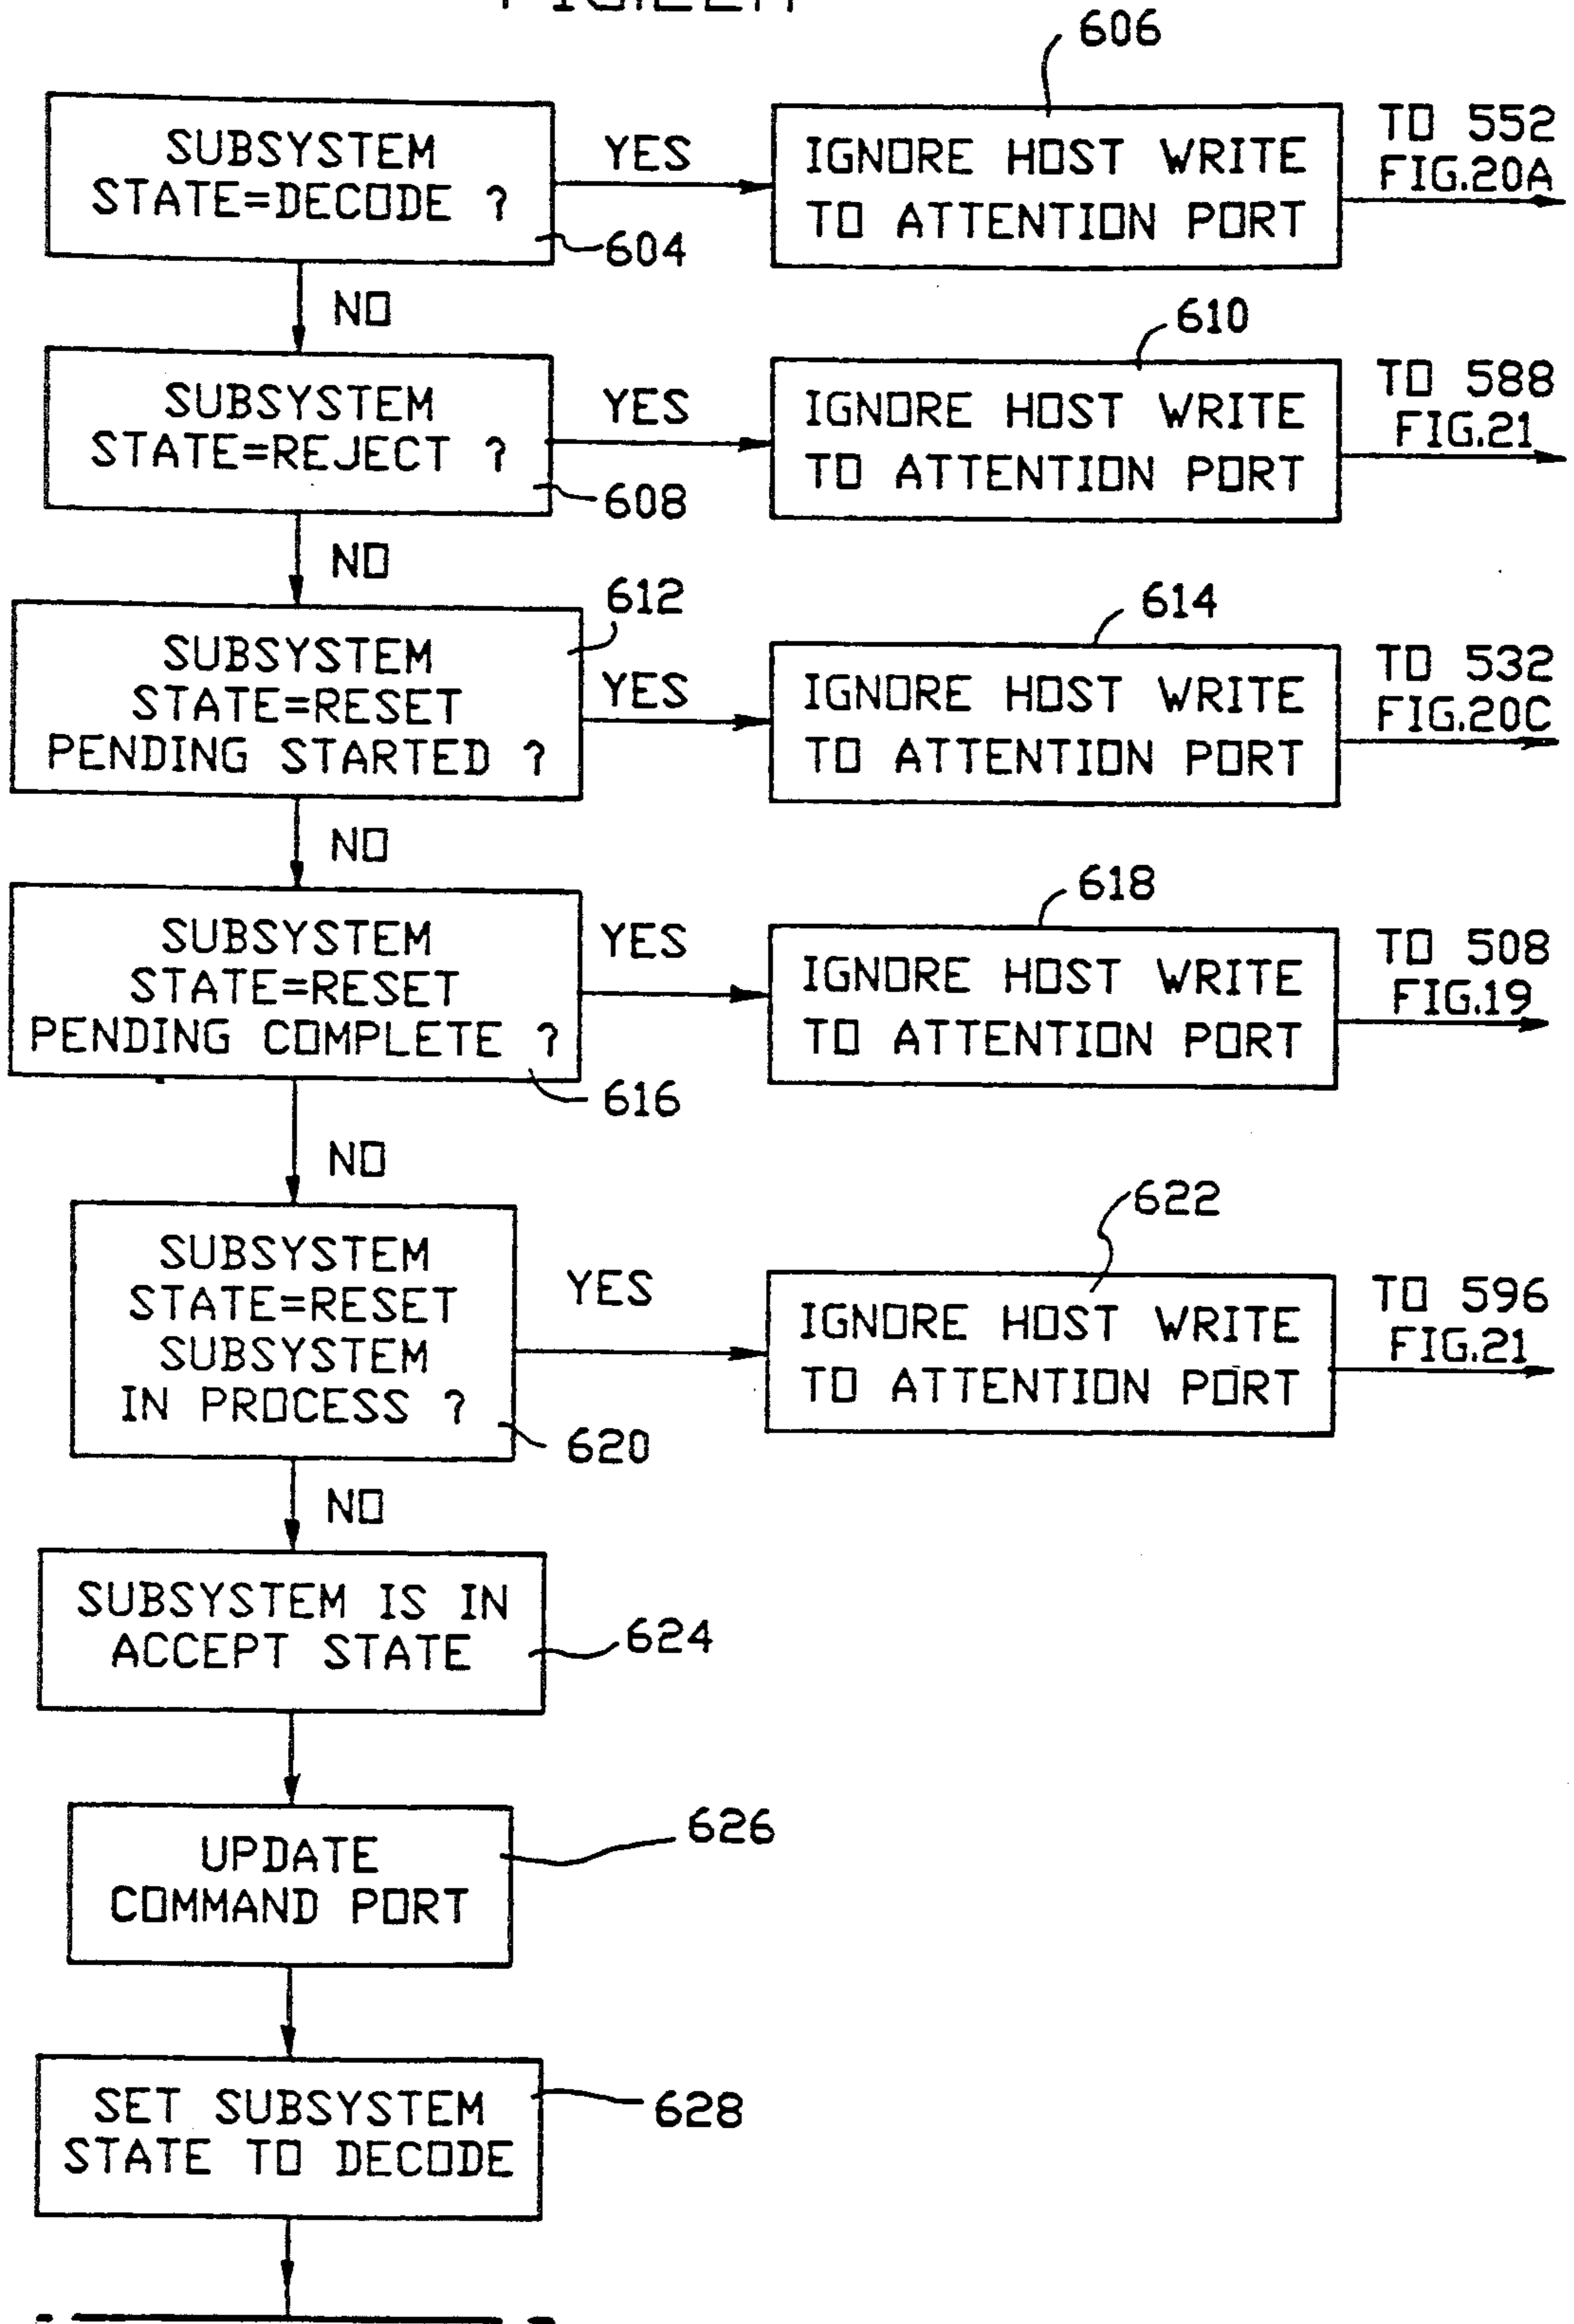 606
SUBSYSTEM
STATE=DECODE ?
604
YES
IGNORE HOST WRITE
TO ATTENTION PORT
TO 552
FIG.20A
NO
610
SUBSYSTEM
STATE=REJECT ?
608
YES
IGNORE HOST WRITE
TO ATTENTION PORT
TO 588
FIG.21
NO
612
SUBSYSTEM
STATE=RESET
PENDING STARTED ?
YES
614
IGNORE HOST WRITE
TO ATTENTION PORT
TO 532
FIG.20C
NO
618
SUBSYSTEM
STATE=RESET
PENDING COMPLETE ?
616
YES
IGNORE HOST WRITE
TO ATTENTION PORT
TO 508
FIG.19
NO
622
SUBSYSTEM
STATE=RESET
SUBSYSTEM
IN PROCESS ?
620
YES
IGNORE HOST WRITE
TO ATTENTION PORT
TO 596
FIG.21
NO
SUBSYSTEM IS IN
ACCEPT STATE
624
UPDATE
COMMAND PORT
626
SET SUBSYSTEM
STATE TO DECODE
628